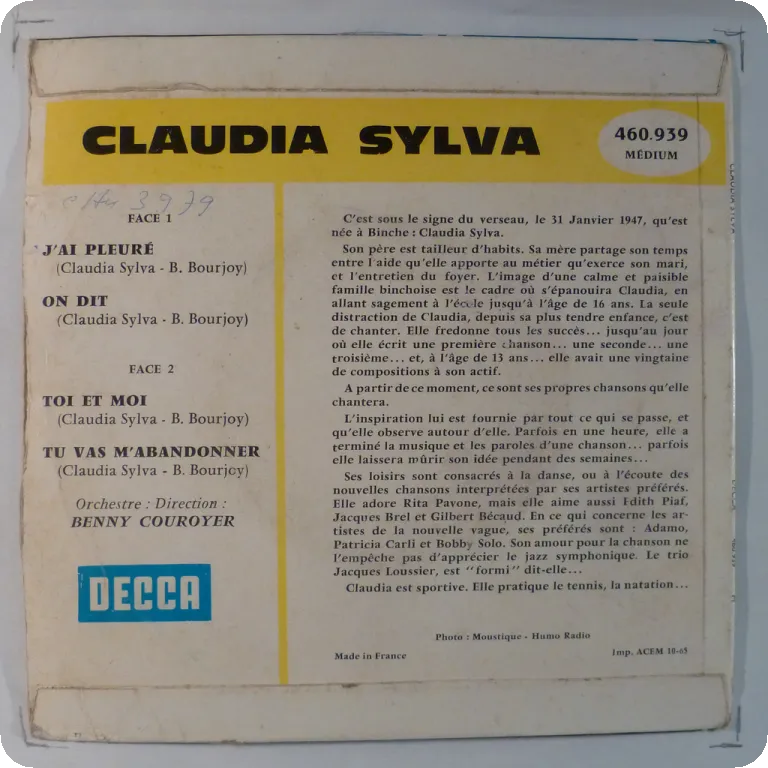 CLAUDIA SYLVA
460.939
MÉDIUM
3979
FACE 1
J'AI PLEURÉ
(Claudia Sylva - B. Bourjoy)
ON DIT
(Claudia Sylva - B. Bourjoy)
FACE 2
TOI ET MOI
(Claudia Sylva - B. Bourjoy)
TU VAS M'ABANDONNER
(Claudia Sylva - B. Bourjoy)
Orchestre : Direction :
BENNY COUROYER
DECCA
C'est sous le signe du verseau, le 31 Janvier 1947, qu'est
née à Binche : Claudia Sylva.
Son père est tailleur d'habits. Sa mère partage son temps
entre l'aide qu'elle apporte au métier qu'exerce son mari,
et l'entretien du foyer. L'image d'une calme et paisible
famille binchoise est le cadre où s'épanouira Claudia, en
allant sagement à l'école jusqu'à l'âge de 16 ans. La seule
distraction de Claudia, depuis sa plus tendre enfance, c'est
de chanter. Elle fredonne tous les succès... jusqu'au jour
où elle écrit une première chanson... une seconde... une
troisième... et, à l'âge de 13 ans... elle avait une vingtaine
de compositions à son actif.
A partir de ce moment, ce sont ses propres chansons qu'elle
chantera.
L'inspiration lui est fournie par tout ce qui se passe, et
qu'elle observe autour d'elle. Parfois en une heure, elle a
terminé la musique et les paroles d'une chanson... parfois
elle laissera mûrir son idée pendant des semaines...
Ses loisirs sont consacrés à la danse, ou à l'écoute des
nouvelles chansons interprétées par ses artistes préférés.
Elle adore Rita Pavone, mais elle aime aussi Edith Piaf,
Jacques Brel et Gilbert Bécaud. En ce qui concerne les ar-
tistes de la nouvelle vague, ses préférés sont : Adamo,
Patricia Carli et Bobby Solo. Son amour pour la chanson ne
l'empêche pas d'apprécier le jazz symphonique. Le trio
Jacques Loussier, est "formi" dit-elle...
Claudia est sportive. Elle pratique le tennis, la natation...
Photo : Moustique - Humo Radio
Made in France
Imp. ACEM 10-65
CLAUDIA SYLVA